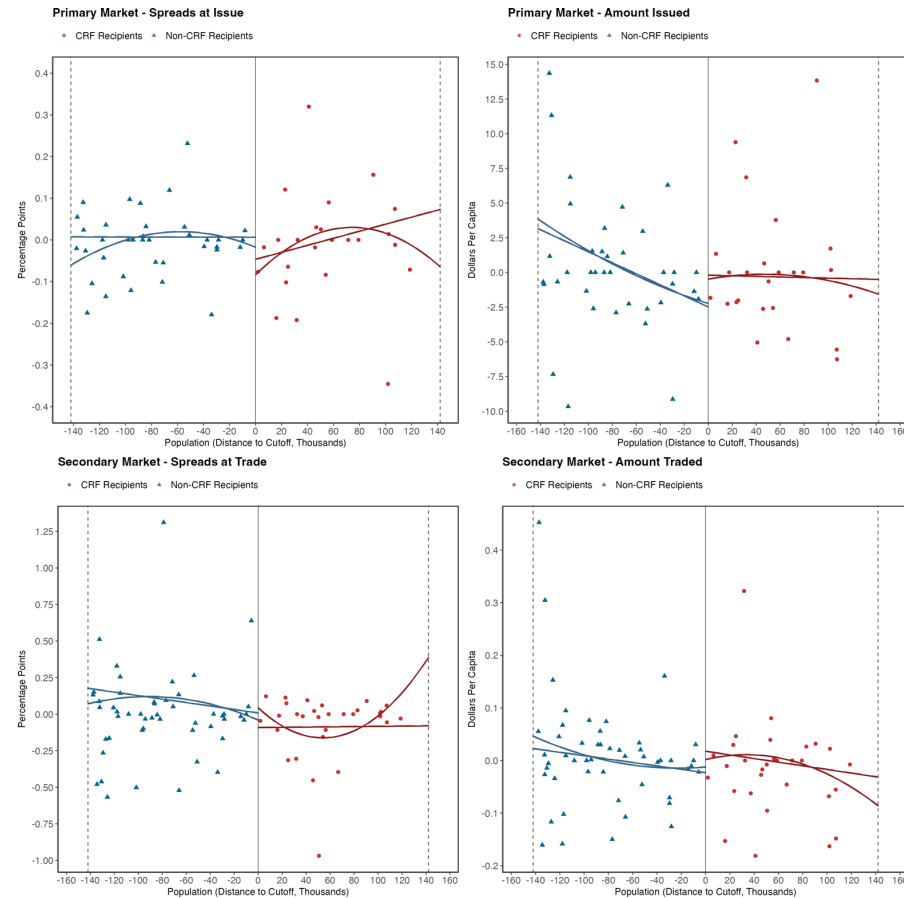 Primary Market - Spreads at Issue
CRF Recipients Non-CRF Recipients
Percentage Points
0.4
0.3
0.2
0.1
0.0
-0.1
-0.2
-0.3
-0.4
-160 -140 -120 -100 -80 -60 -40 -20 0 20 40 60 80 100 120 140
Population (Distance to Cutoff, Thousands)
Primary Market - Amount Issued
CRF Recipients Non-CRF Recipients
Dollars Per Capita
15.0
12.5
10.0
7.5
5.0
2.5
0.0
-2.5
-5.0
-7.5
-10.0
-160 -140 -120 -100 -80 -60 -40 -20 0 20 40 60 80 100 120 140 160
Population (Distance to Cutoff, Thousands)
Secondary Market - Spreads at Trade
CRF Recipients Non-CRF Recipients
Percentage Points
1.25
1.00
0.75
0.50
0.25
0.00
-0.25
-0.50
-0.75
-1.00
-160 -140 -120 -100 -80 -60 -40 -20 0 20 40 60 80 100 120 140 160
Population (Distance to Cutoff, Thousands)
Secondary Market - Amount Traded
CRF Recipients Non-CRF Recipients
Dollars Per Capita
0.4
0.3
0.2
0.1
0.0
-0.1
-0.2
-160 -140 -120 -100 -80 -60 -40 -20 0 20 40 60 80 100 120 140 160
Population (Distance to Cutoff, Thousands)